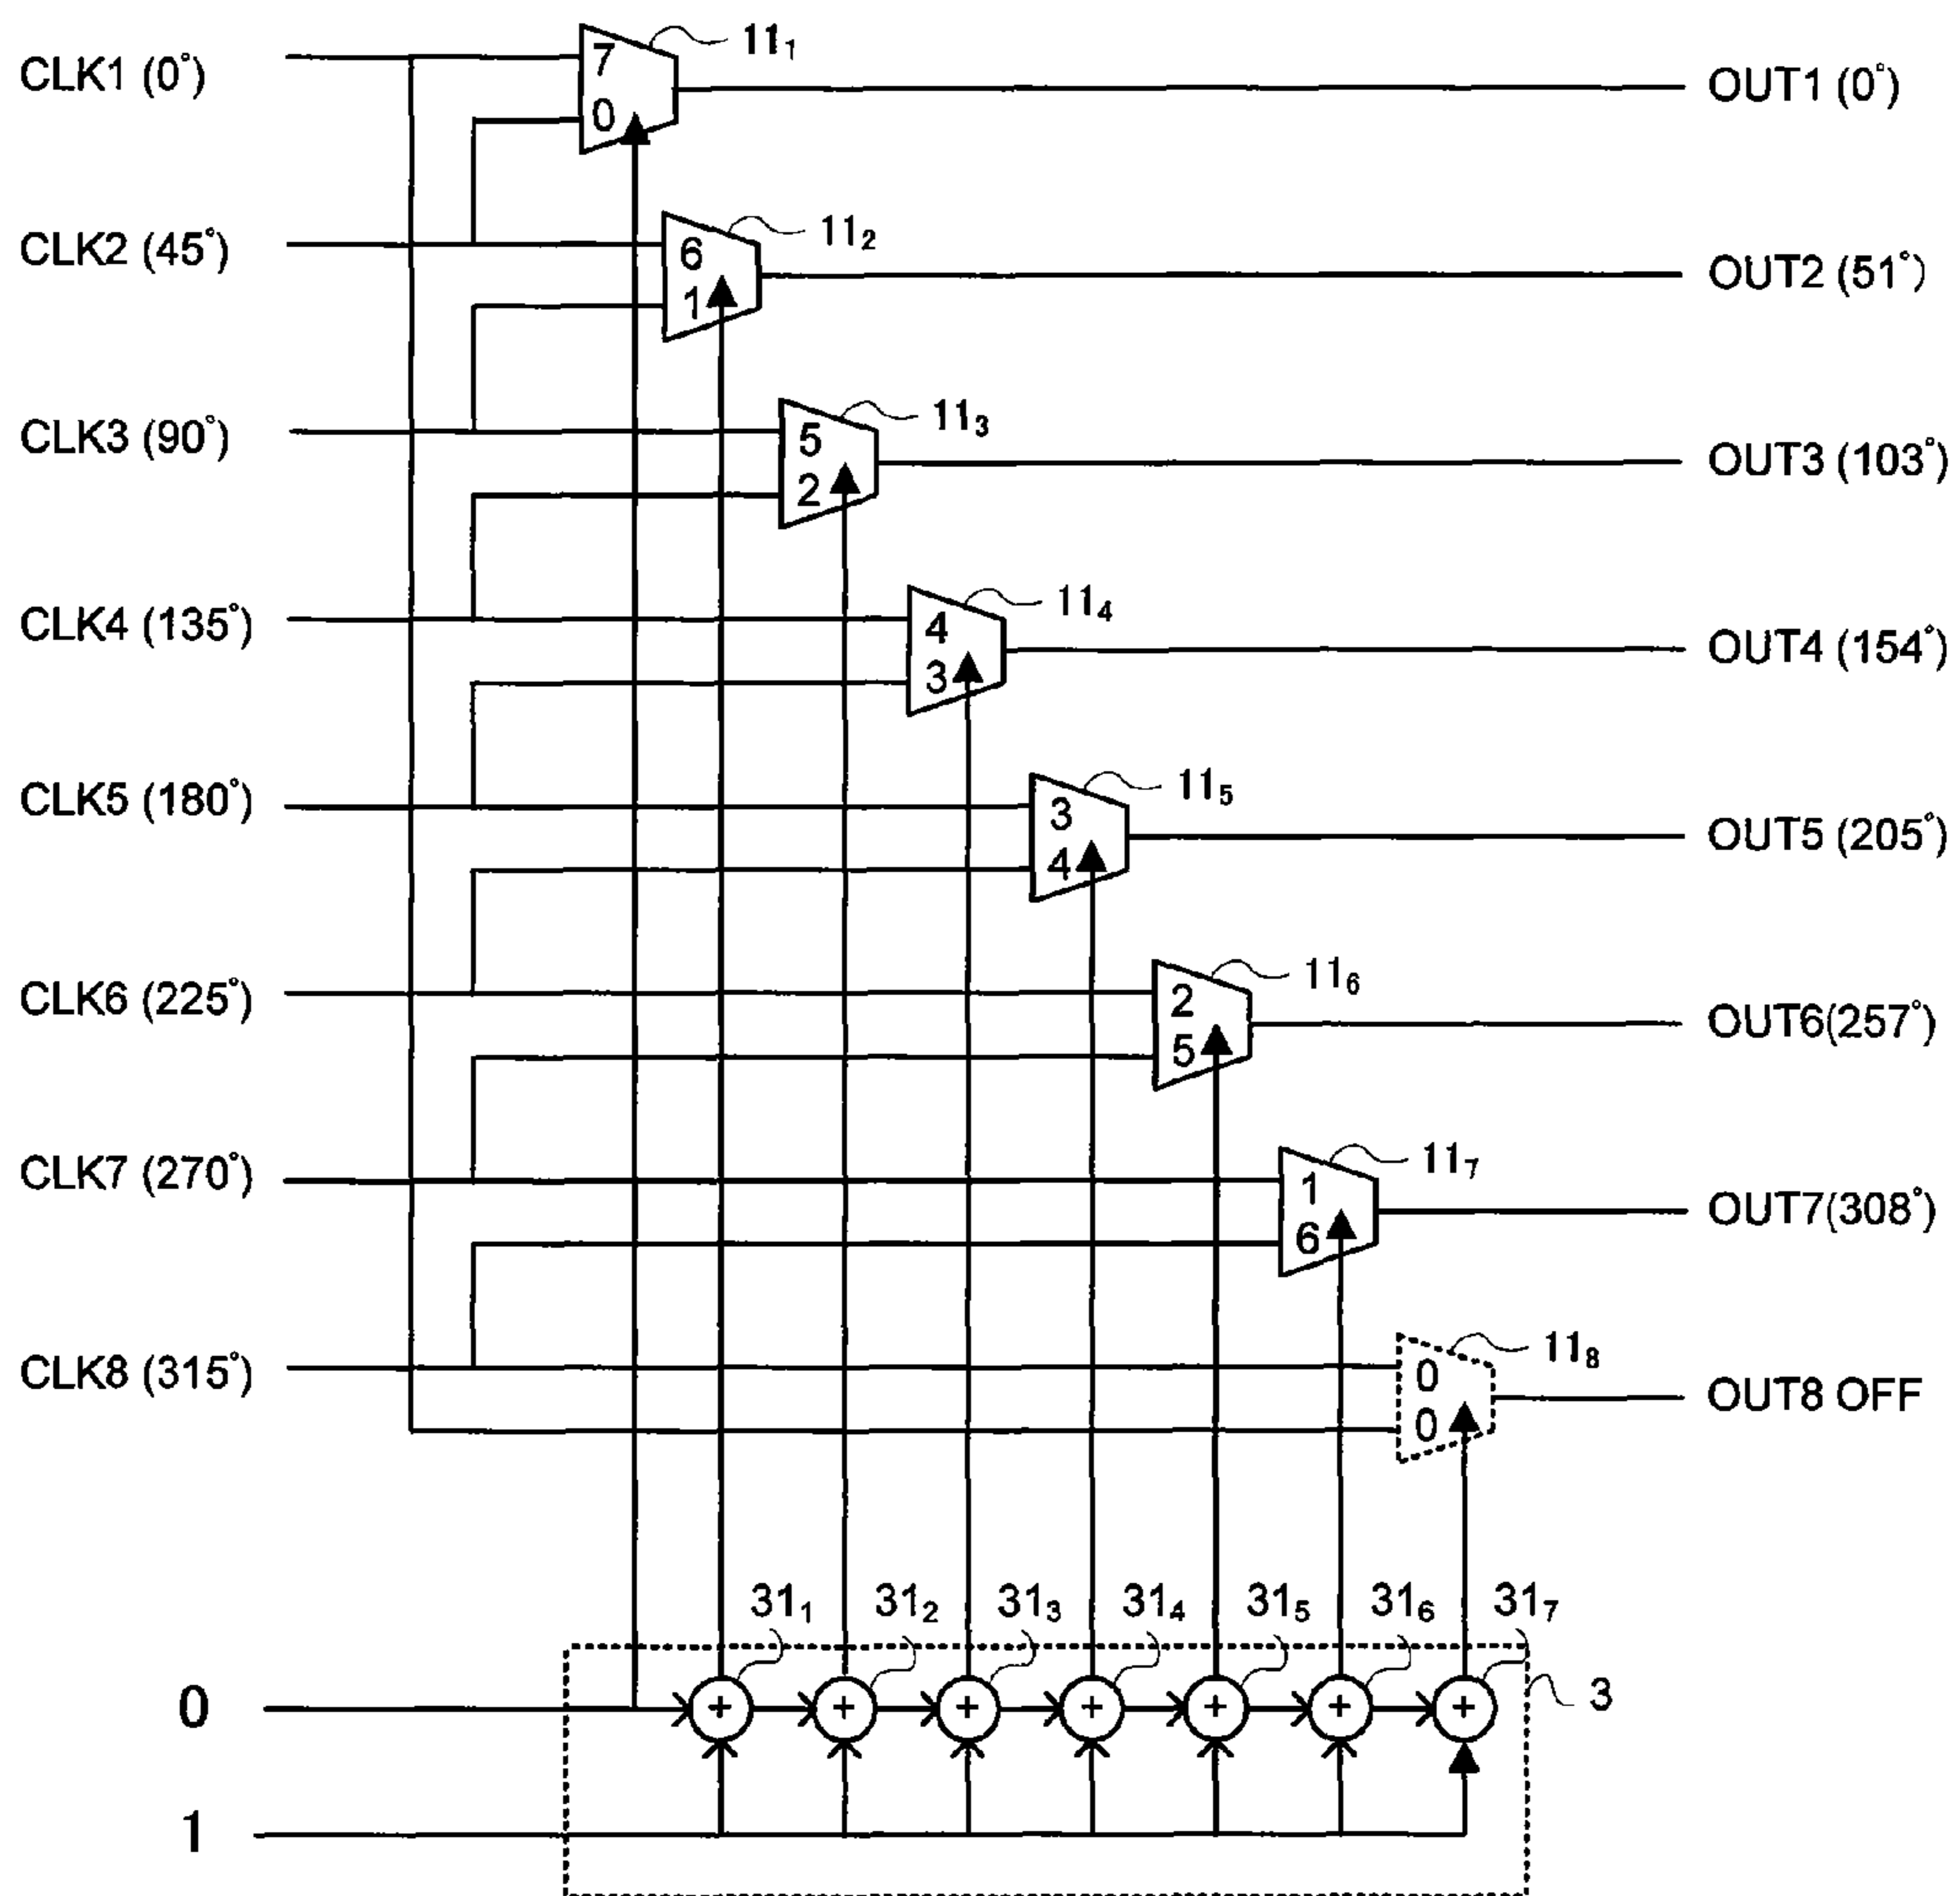 CLK1 (0°) 7 0 11₁ OUT1 (0°)
CLK2 (45°) 6 1 11₂ OUT2 (51°)
CLK3 (90°) 5 2 11₃ OUT3 (103°)
CLK4 (135°) 4 3 11₄ OUT4 (154°)
CLK5 (180°) 3 4 11₅ OUT5 (205°)
CLK6 (225°) 2 5 11₆ OUT6(257°)
CLK7 (270°) 1 6 11₇ OUT7(308°)
CLK8 (315°) 0 0 11₈ OUT8 OFF
31₁ 31₂ 31₃ 31₄ 31₅ 31₆ 31₇
0 + + + + + + + 3
1